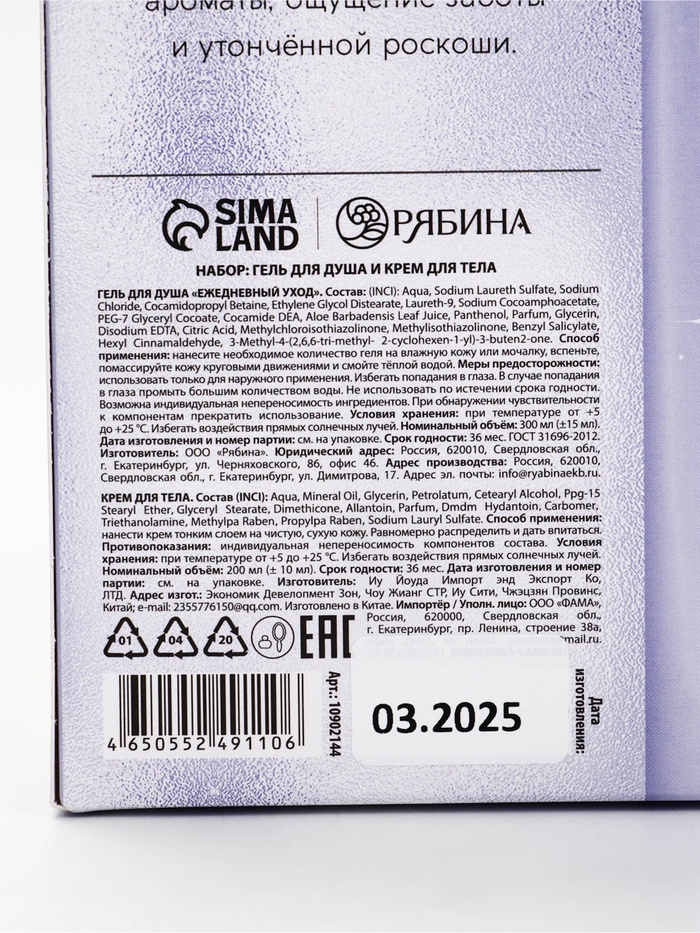 ароматы, ощущение заботы
и утончённой роскоши.
SIMA LAND
РЯБИНА
НАБОР: ГЕЛЬ ДЛЯ ДУША И КРЕМ ДЛЯ ТЕЛА
ГЕЛЬ ДЛЯ ДУША «ЕЖЕДНЕВНЫЙ УХОД». Состав: (INCI): Aqua, Sodium Laureth Sulfate, Sodium
Chloride, Cocamidopropyl Betaine, Ethylene Glycol Distearate, Laureth-9, Sodium Cocoamphoacetate,
PEG-7 Glyceryl Cocoate, Cocamide DEA, Aloe Barbadensis Leaf Juice, Panthenol, Parfum, Glycerin,
Disodium EDTA, Citric Acid, Methylchloroisothiazolinone, Methylisothiazolinone, Benzyl Salicylate,
Hexyl Cinnamaldehyde, 3-Methyl-4-(2,6,6-tri-methyl- 2-cyclohexen-1-yl)-3-buten2-one. Способ
применения: нанесите необходимое количество геля на влажную кожу или мочалку, вспеньте,
помассируйте кожу круговыми движениями и смойте тёплой водой. Меры предосторожности:
использовать только для наружного применения. Избегать попадания в глаза. В случае попадания
в глаза промыть большим количеством воды. Не использовать по истечении срока годности.
Возможна индивидуальная непереносимость ингредиентов. При обнаружении чувствительности
к компонентам прекратить использование. Условия хранения: при температуре от +5
до +25 °С. Избегать воздействия прямых солнечных лучей. Номинальный объём: 300 мл (±15 мл).
Дата изготовления и номер партии: см. на упаковке. Срок годности: 36 мес. ГОСТ 31696-2012.
Изготовитель: ООО «Рябина». Юридический адрес: Россия, 620010, Свердловская обл.,
г. Екатеринбург, ул. Черняховского, 86, офис 46. Адрес производства: Россия, 620010,
Свердловская обл., г. Екатеринбург, ул. Димитрова, 17. Адрес эл. почты: info@ryabinaekb.ru.
КРЕМ ДЛЯ ТЕЛА. Состав (INCI): Aqua, Mineral Oil, Glycerin, Petrolatum, Cetearyl Alcohol, Ppg-15
Stearyl Ether, Glyceryl Stearate, Dimethicone, Allantoin, Parfum, Dmdm Hydantoin, Carbomer,
Triethanolamine, Methylpa Raben, Propylpa Raben, Sodium Lauryl Sulfate. Способ применения:
нанести крем тонким слоем на чистую, сухую кожу. Равномерно распределить и дать впитаться.
Противопоказания: индивидуальная непереносимость компонентов состава. Условия
хранения: при температуре от +5 до +25 °С. Избегать воздействия прямых солнечных лучей.
Номинальный объём: 200 мл (± 10 мл). Срок годности: 36 мес. Дата изготовления и номер
партии: см. на упаковке. Изготовитель: Иу Йоуда Импорт энд Экспорт Ко,
ЛТД. Адрес изгот.: Экономик Девелопмент Зон, Чоу Жианг СТР, Иу Сити, Чжэцзян Провинс,
Китай; e-mail: 2355776150@qq.com. Изготовлено в Китае. Импортёр / Уполн. лицо: ООО «ФАМА»,
Россия, 620000, Свердловская обл.,
г. Екатеринбург, пр. Ленина, строение 38а,
mail.ru.
01 04 20 EAC
4 650552 491106
Арт.: 10902144
03.2025
Дата
изготовления: